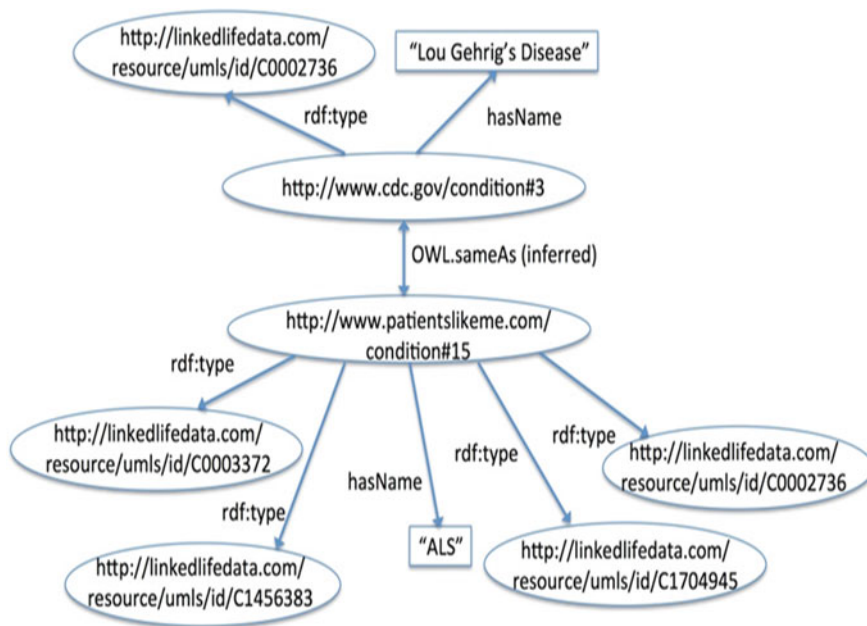 http://linkedlifedata.com/
resource/umls/id/C0002736
“Lou Gehrig’s Disease”
rdf:type
hasName
http://www.cdc.gov/condition#3
OWL.sameAs (inferred)
http://www.patientslikeme.com/
condition#15
rdf:type
http://linkedlifedata.com/
resource/umls/id/C0003372
rdf:type
hasName
rdf:type
rdf:type
http://linkedlifedata.com/
resource/umls/id/C0002736
http://linkedlifedata.com/
resource/umls/id/C1456383
“ALS”
http://linkedlifedata.com/
resource/umls/id/C1704945